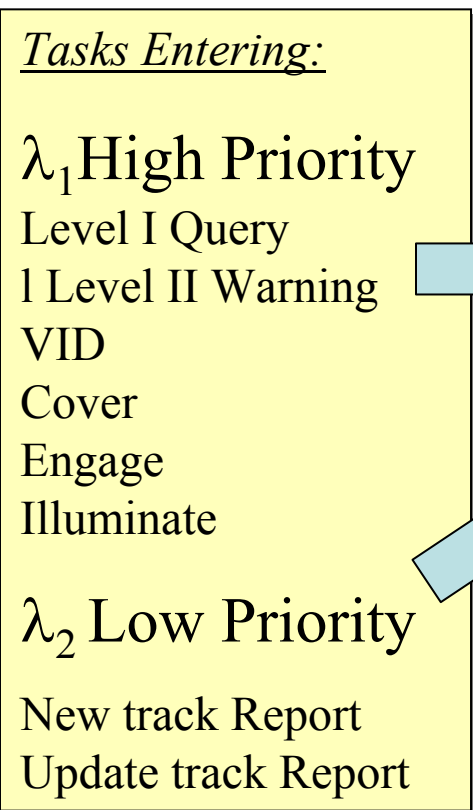 Tasks Entering:
λ₁High Priority
Level I Query
l Level II Warning
VID
Cover
Engage
Illuminate
λ₂ Low Priority
New track Report
Update track Report